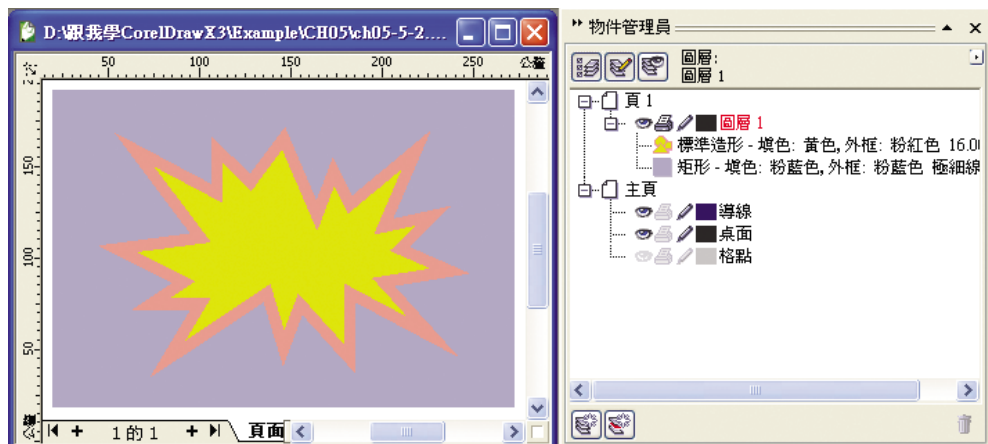 D:\跟我學CorelDrawX3\Example\CH05\ch05-5-2....
50 100 150 200 250 公釐
150
100
50
1 的 1
頁面
物件管理員
圖層:
圖層 1
頁 1
圖層 1
標準造形 - 填色: 黃色, 外框: 粉紅色 16.0
矩形 - 填色: 粉藍色, 外框: 粉藍色 極細線
主頁
導線
桌面
格點